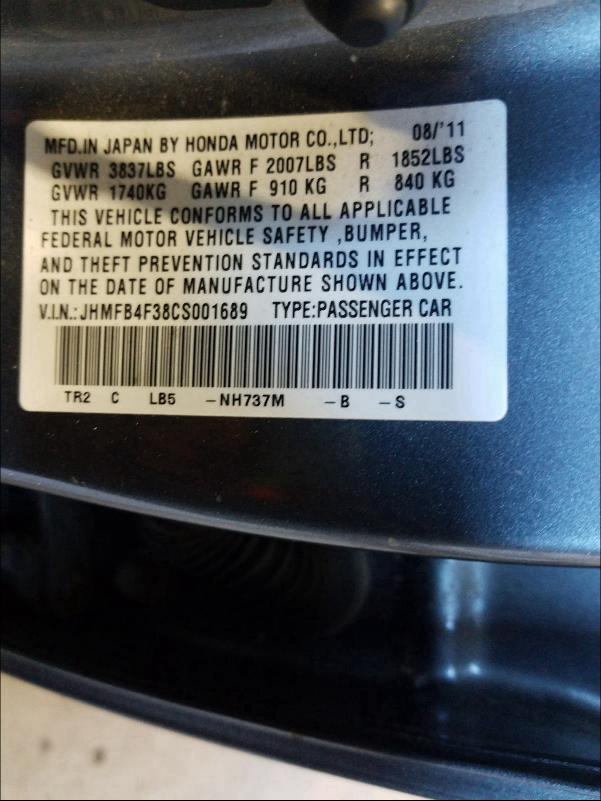 MFD.IN JAPAN BY HONDA MOTOR CO.,LTD; 08/'11
GVWR 3837LBS GAWR F 2007LBS R 1852LBS
GVWR 1740KG GAWR F 910 KG R 840 KG
THIS VEHICLE CONFORMS TO ALL APPLICABLE
FEDERAL MOTOR VEHICLE SAFETY ,BUMPER,
AND THEFT PREVENTION STANDARDS IN EFFECT
ON THE DATE OF MANUFACTURE SHOWN ABOVE.
V.I.N.: JHMFB4F38CS001689 TYPE:PASSENGER CAR
TR2 C LB5 –NH737M –B –S